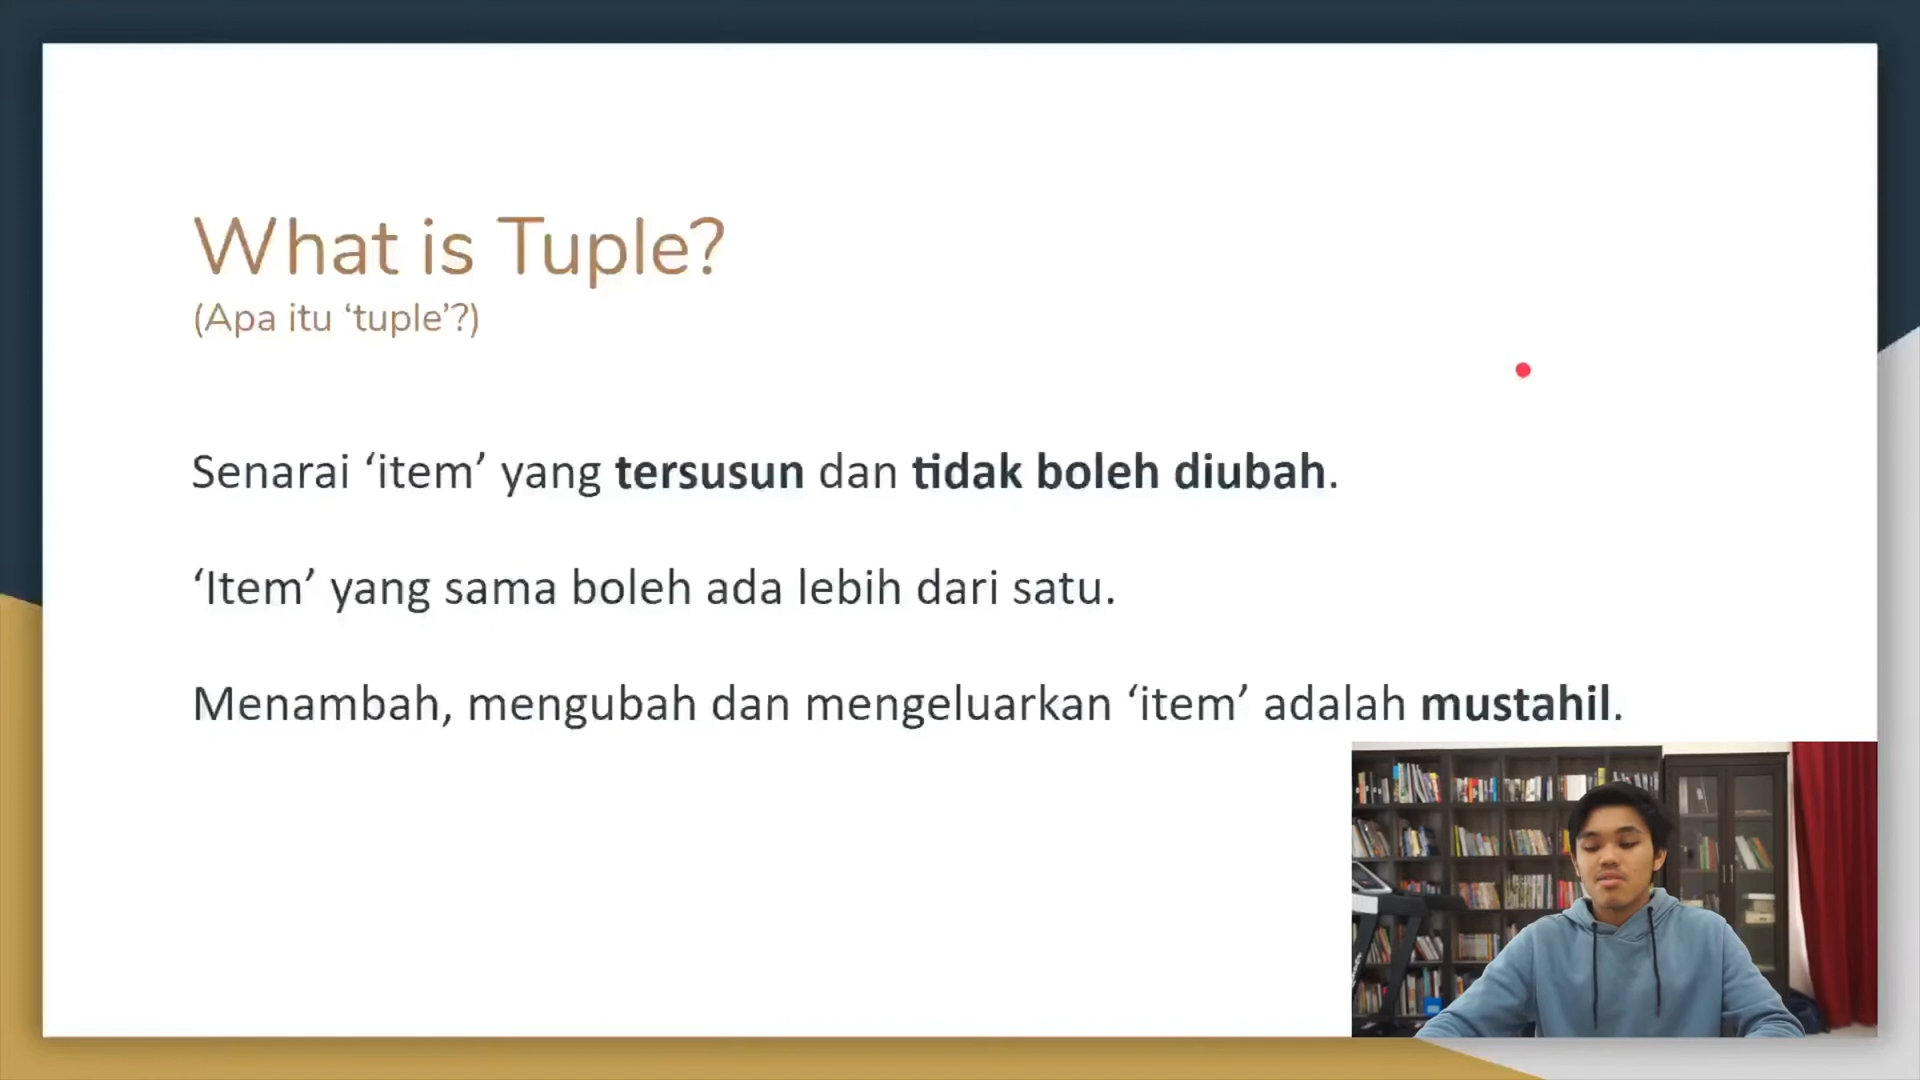 What is Tuple?
(Apa itu ‘tuple’?)
Senarai ‘item’ yang tersusun dan tidak boleh diubah.
‘Item’ yang sama boleh ada lebih dari satu.
Menambah, mengubah dan mengeluarkan ‘item’ adalah mustahil.